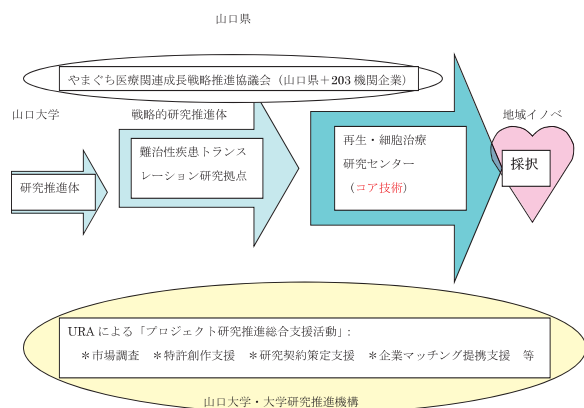 山口県
やまぐち医療関連成長戦略推進協議会（山口県＋203 機関企業）
山口大学
戦略的研究推進体
地域イノベ
研究推進体
難治性疾患トランス
レーション研究拠点
再生・細胞治療
研究センター
（コア技術）
採択
URA による「プロジェクト研究推進総合支援活動」:
＊市場調査　＊特許創作支援　＊研究契約策定支援　＊企業マッチング提携支援　等
山口大学・大学研究推進機構